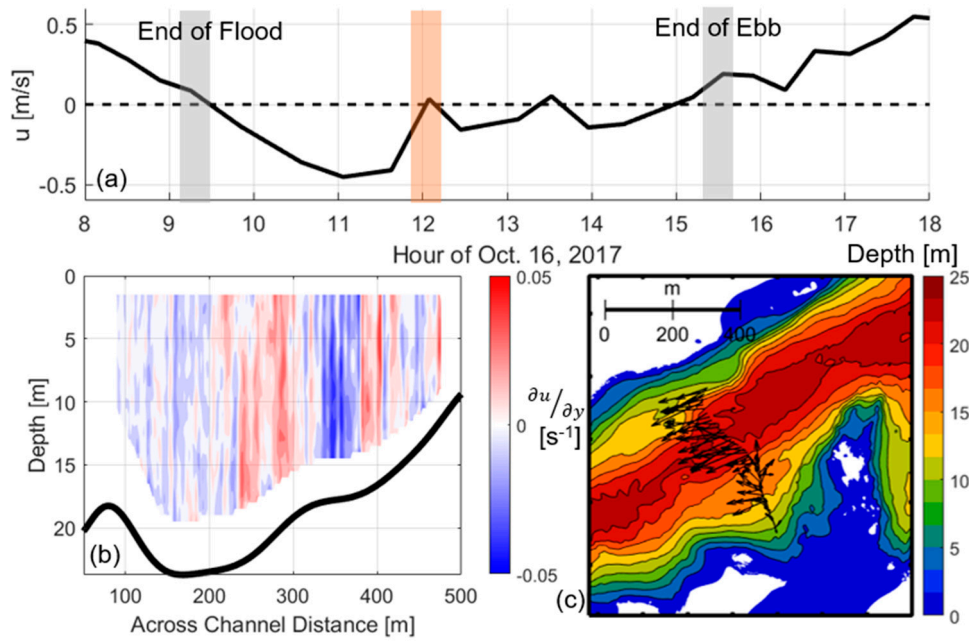 0.5
End of Flood
End of Ebb
u [m/s]
0
-0.5
(a)
8 9 10 11 12 13 14 15 16 17 18
Hour of Oct. 16, 2017
0
5
10
15
20
Depth [m]
(b)
50 100 200 300 400 500
Across Channel Distance [m]
0.05
∂u/∂y
0
[s⁻¹]
-0.05
Depth [m]
m
0 200 400
(c)
25
20
15
10
5
0